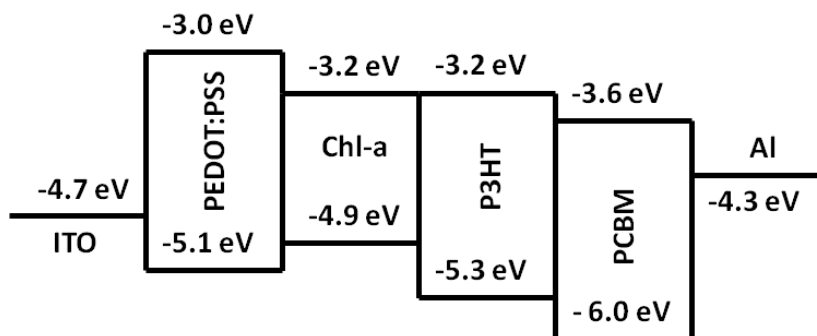 -3.0 eV
-3.2 eV
-3.2 eV
-3.6 eV
PEDOT:PSS
Chl-a
P3HT
Al
-4.7 eV
-4.9 eV
-4.3 eV
ITO
-5.1 eV
-5.3 eV
PCBM
- 6.0 eV